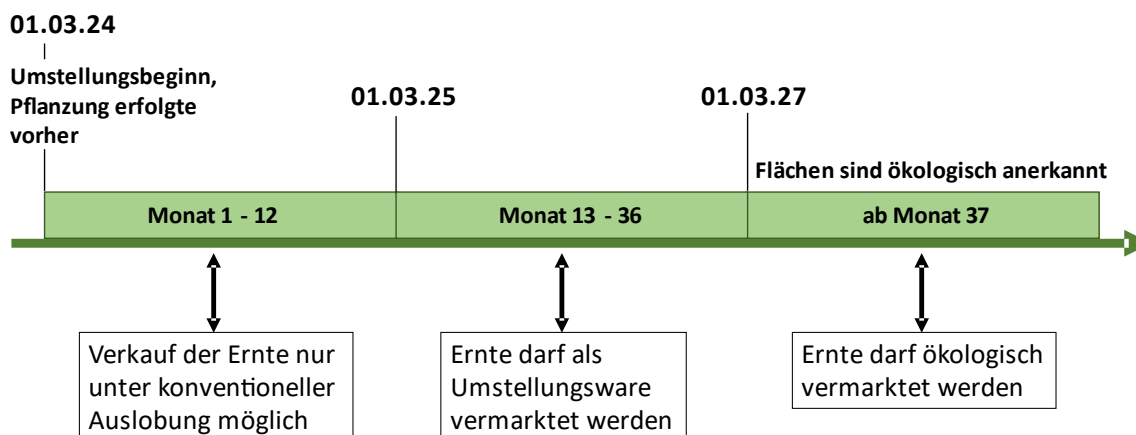 01.03.24
Umstellungsbeginn,
Pflanzung erfolgte
vorher
01.03.25
01.03.27
Flächen sind ökologisch anerkannt
Monat 1 - 12
Monat 13 - 36
ab Monat 37
Verkauf der Ernte nur
unter konventioneller
Auslobung möglich
Ernte darf als
Umstellungsware
vermarktet werden
Ernte darf ökologisch
vermarktet werden